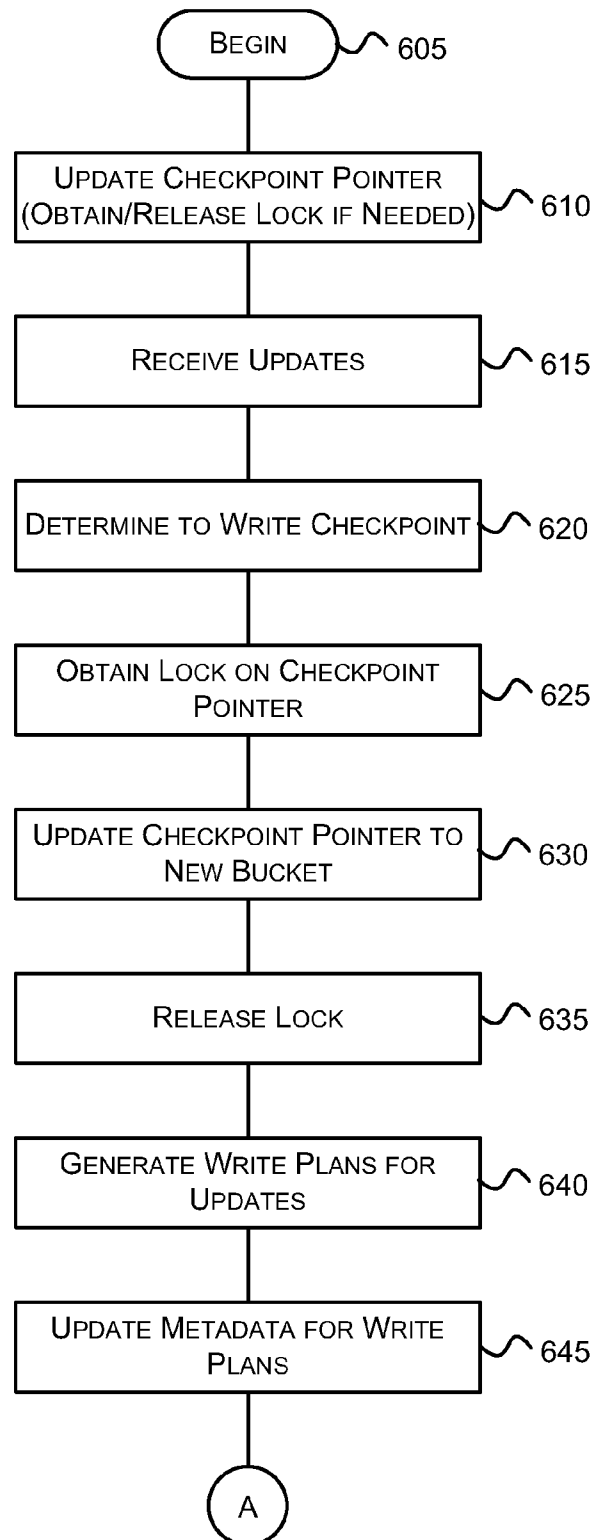 BEGIN
605
UPDATE CHECKPOINT POINTER
(OBTAIN/RELEASE LOCK IF NEEDED)
610
RECEIVE UPDATES
615
DETERMINE TO WRITE CHECKPOINT
620
OBTAIN LOCK ON CHECKPOINT
POINTER
625
UPDATE CHECKPOINT POINTER TO
NEW BUCKET
630
RELEASE LOCK
635
GENERATE WRITE PLANS FOR
UPDATES
640
UPDATE METADATA FOR WRITE
PLANS
645
A